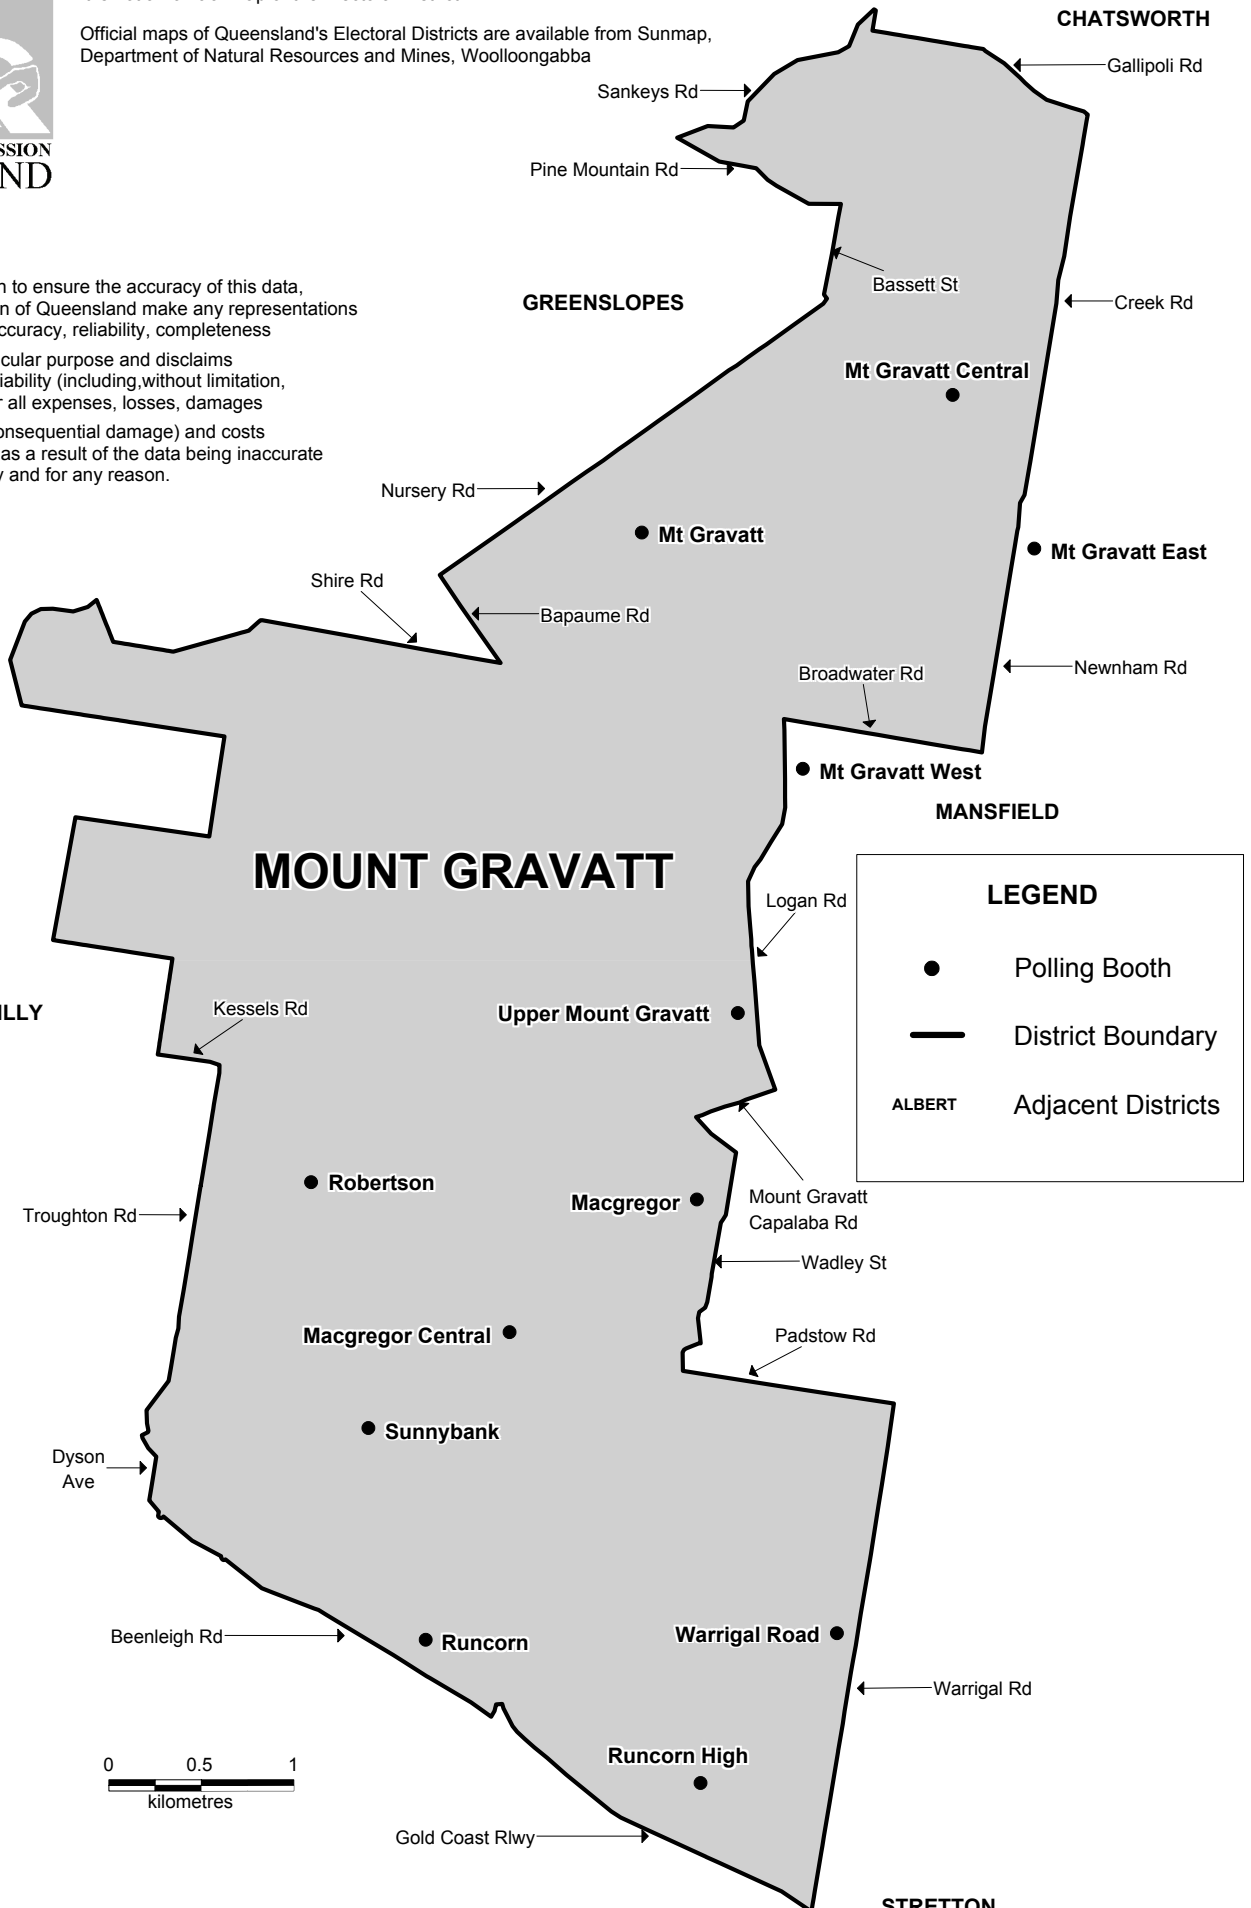 Official maps of Queensland's Electoral Districts are available from Sunmap,
Department of Natural Resources and Mines, Woolloongabba
CHATSWORTH
Gallipoli Rd
Sankeys Rd
Pine Mountain Rd
SSION
ND
to ensure the accuracy of this data,
of Queensland make any representations
accuracy, reliability, completeness
purpose and disclaims
liability (including,without limitation,
all expenses, losses, damages
consequential damage) and costs
as a result of the data being inaccurate
and for any reason.
Bassett St
GREENSLOPES
Creek Rd
Mt Gravatt Central
Nursery Rd
Mt Gravatt
Mt Gravatt East
Shire Rd
Bapaume Rd
Newnham Rd
Broadwater Rd
Mt Gravatt West
MANSFIELD
MOUNT GRAVATT
LEGEND
Polling Booth
District Boundary
ALBERT Adjacent Districts
Logan Rd
ILLY
Kessels Rd
Upper Mount Gravatt
Robertson
Macgregor
Mount Gravatt
Capalaba Rd
Troughton Rd
Wadley St
Macgregor Central
Padstow Rd
Sunnybank
Dyson
Ave
Beenleigh Rd
Runcorn
Warrigal Road
Warrigal Rd
Runcorn High
0 0.5 1
kilometres
Gold Coast Rlwy
STRETTON